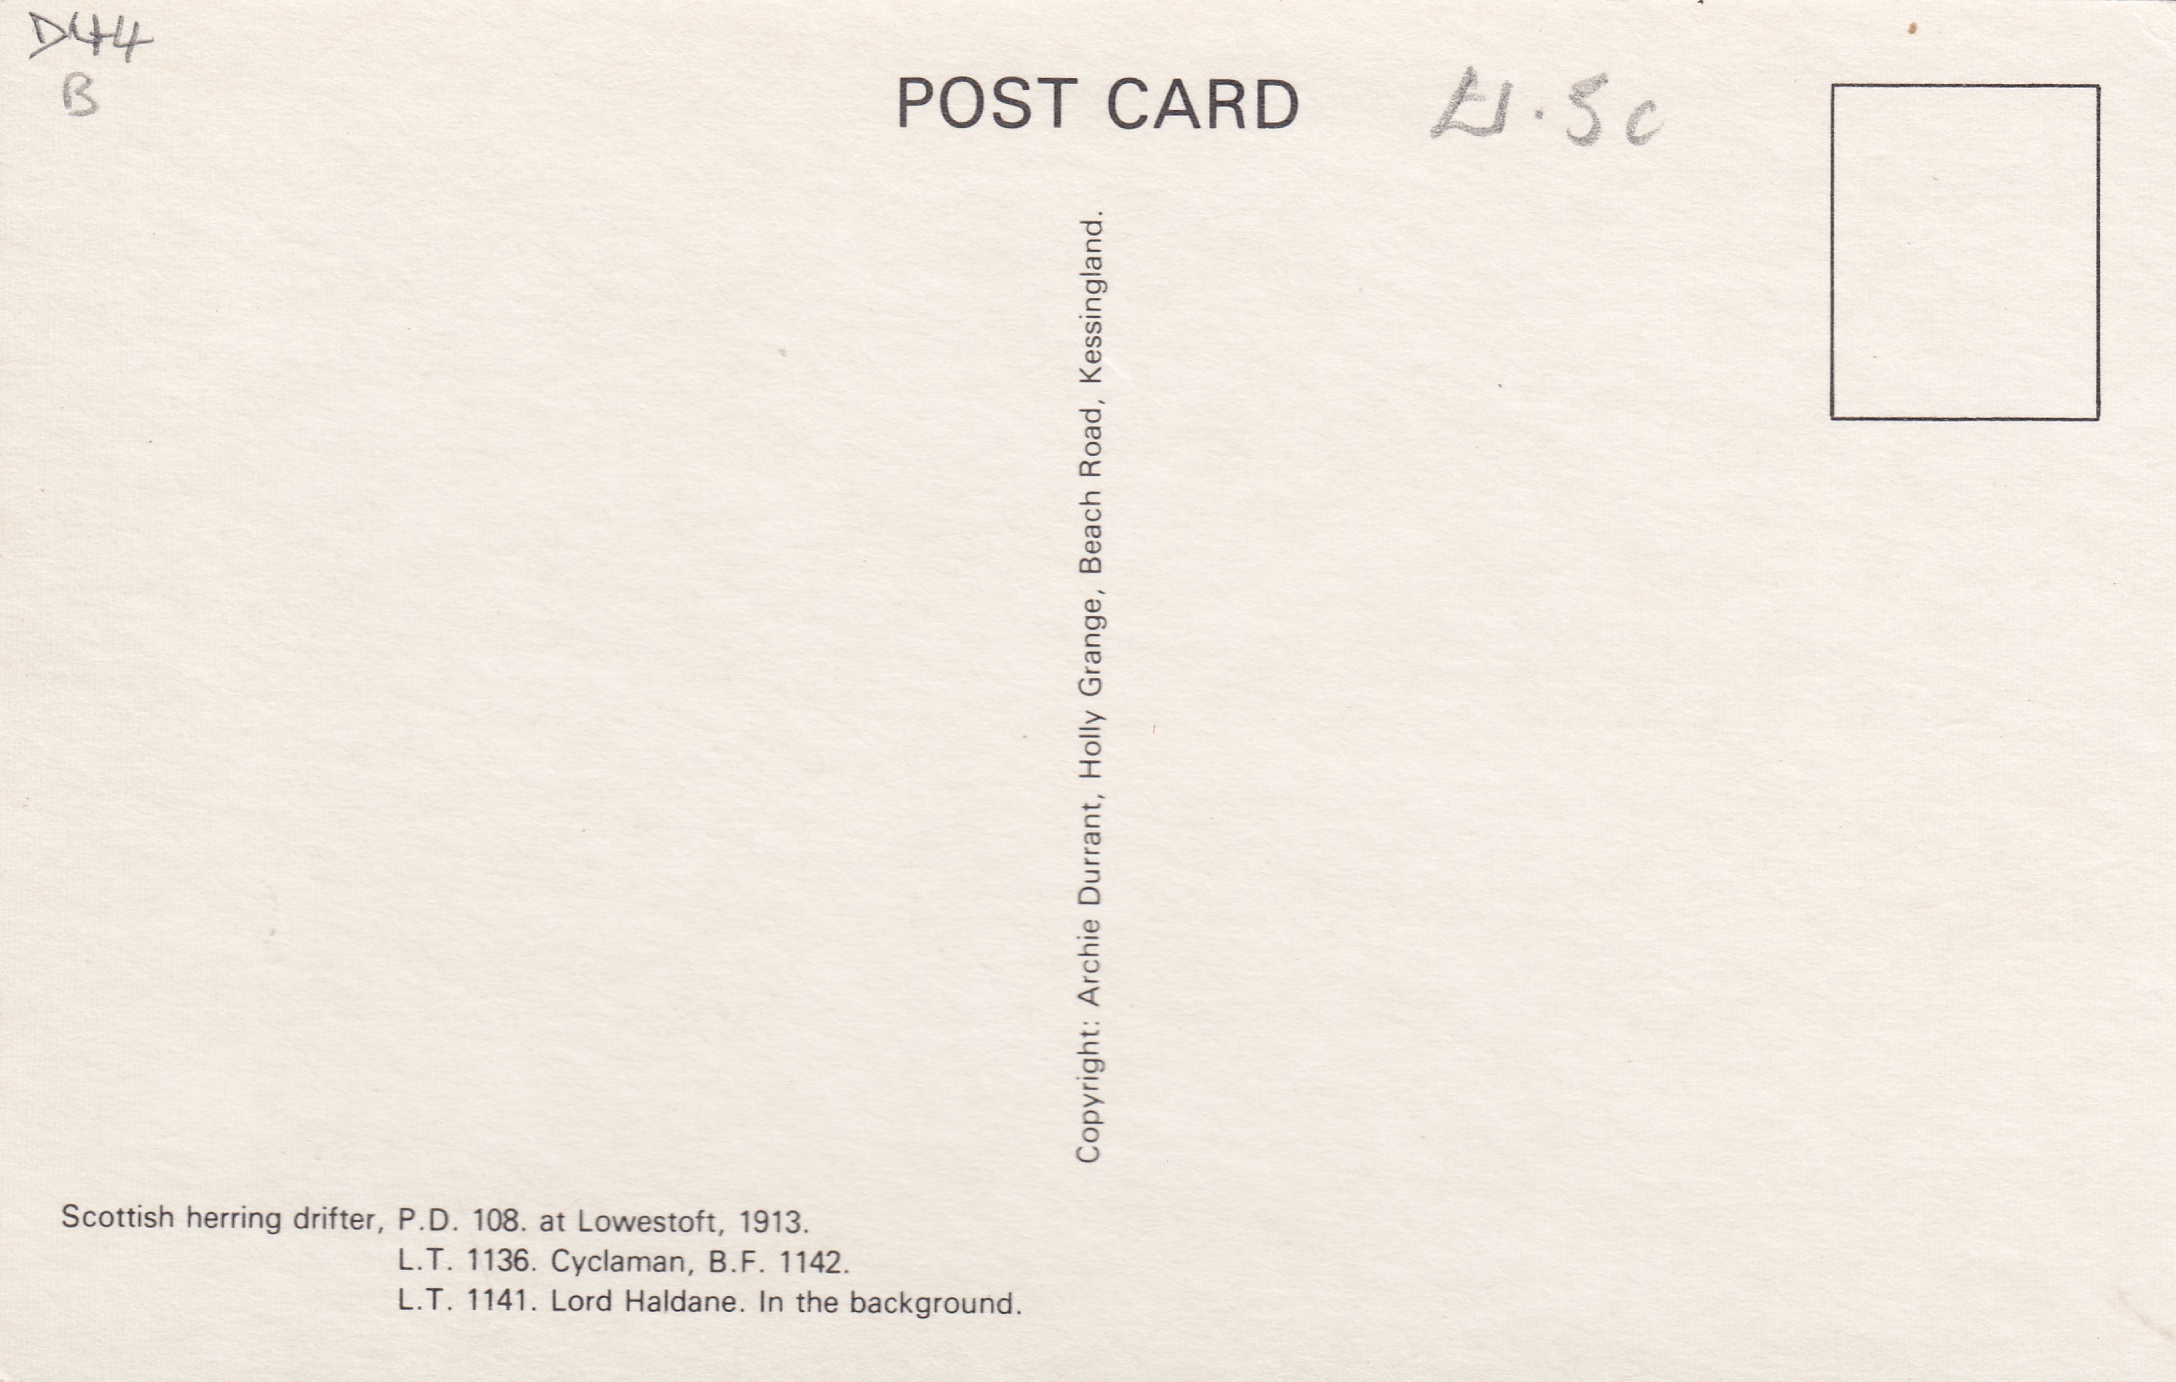 D44
B
POST CARD
£1.50
Copyright: Archie Durrant, Holly Grange, Beach Road, Kessingland.
Scottish herring drifter, P.D. 108. at Lowestoft, 1913.
L.T. 1136. Cyclaman, B.F. 1142.
L.T. 1141. Lord Haldane. In the background.